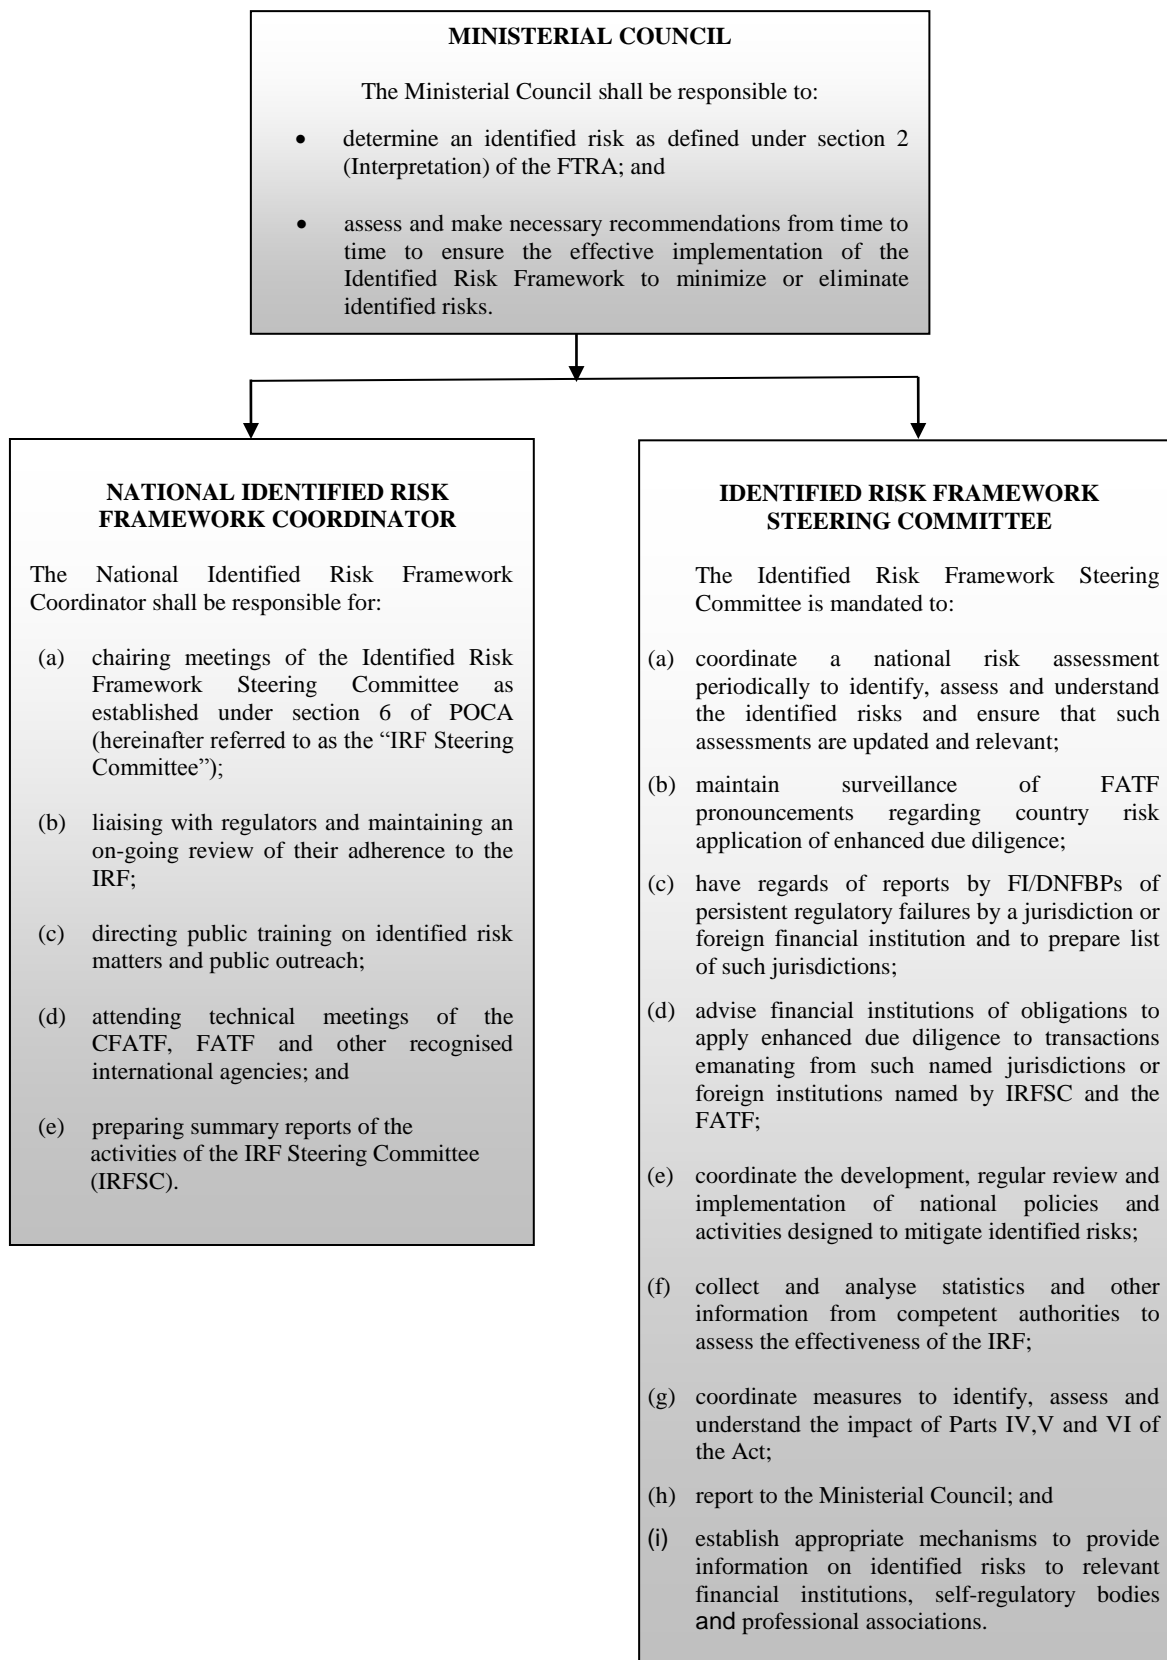 MINISTERIAL COUNCIL
The Ministerial Council shall be responsible to:
• determine an identified risk as defined under section 2
(Interpretation) of the FTRA; and
• assess and make necessary recommendations from time to
time to ensure the effective implementation of the
Identified Risk Framework to minimize or eliminate
identified risks.
NATIONAL IDENTIFIED RISK
FRAMEWORK COORDINATOR
The National Identified Risk Framework
Coordinator shall be responsible for:
(a) chairing meetings of the Identified Risk
Framework Steering Committee as
established under section 6 of POCA
(hereinafter referred to as the “IRF Steering
Committee”);
(b) liaising with regulators and maintaining an
on-going review of their adherence to the
IRF;
(c) directing public training on identified risk
matters and public outreach;
(d) attending technical meetings of the
CFATF, FATF and other recognised
international agencies; and
(e) preparing summary reports of the
activities of the IRF Steering Committee
(IRFSC).
IDENTIFIED RISK FRAMEWORK
STEERING COMMITTEE
The Identified Risk Framework Steering
Committee is mandated to:
(a) coordinate a national risk assessment
periodically to identify, assess and understand
the identified risks and ensure that such
assessments are updated and relevant;
(b) maintain surveillance of FATF
pronouncements regarding country risk
application of enhanced due diligence;
(c) have regards of reports by FI/DNFBPs of
persistent regulatory failures by a jurisdiction or
foreign financial institution and to prepare list
of such jurisdictions;
(d) advise financial institutions of obligations to
apply enhanced due diligence to transactions
emanating from such named jurisdictions or
foreign institutions named by IRFSC and the
FATF;
(e) coordinate the development, regular review and
implementation of national policies and
activities designed to mitigate identified risks;
(f) collect and analyse statistics and other
information from competent authorities to
assess the effectiveness of the IRF;
(g) coordinate measures to identify, assess and
understand the impact of Parts IV,V and VI of
the Act;
(h) report to the Ministerial Council; and
(i) establish appropriate mechanisms to provide
information on identified risks to relevant
financial institutions, self-regulatory bodies
and professional associations.